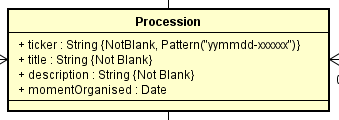 Procession
+ ticker : String {NotBlank, Pattern("yymmdd-xxxxxx")}
+ title : String {Not Blank}
+ description : String {Not Blank}
+ momentOrganised : Date